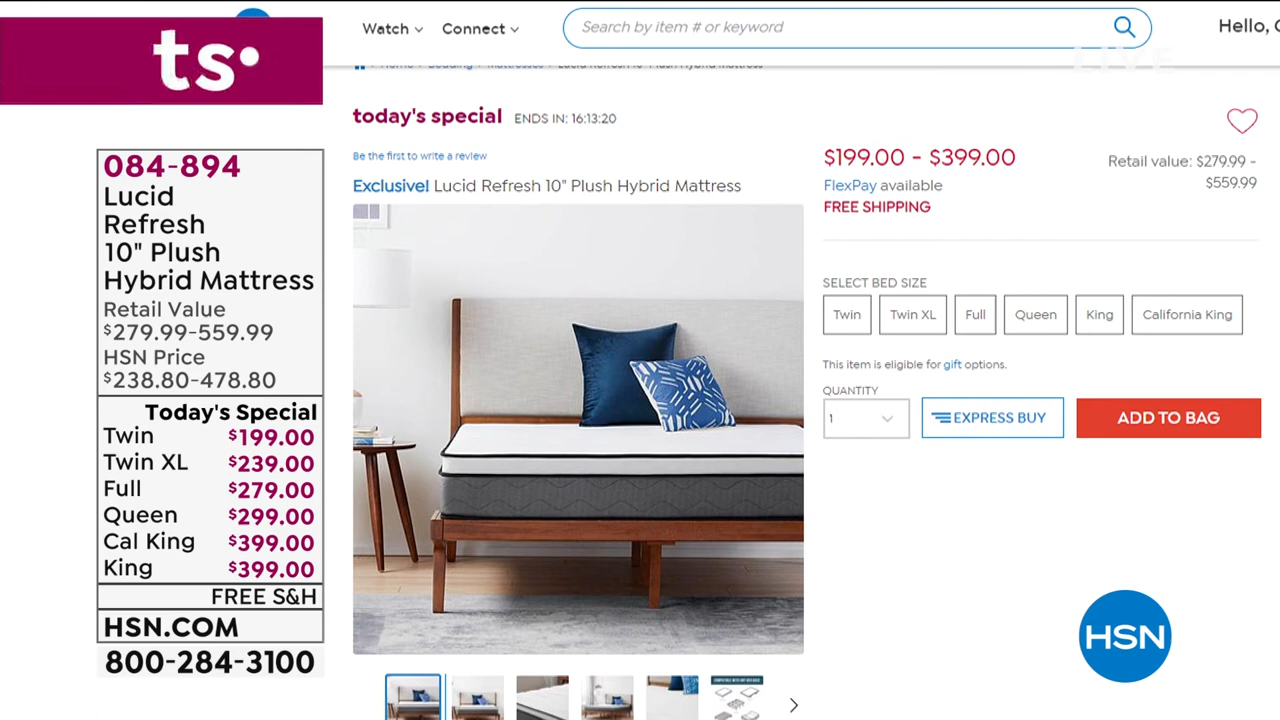 ts.
Watch
Connect
Search by item # or keyword
Hello,
LIVE
084-894
Lucid
Refresh
10" Plush
Hybrid Mattress
Retail Value
$279.99-559.99
HSN Price
$238.80-478.80
Today's Special
Twin $199.00
Twin XL $239.00
Full $279.00
Queen $299.00
Cal King $399.00
King $399.00
FREE S&H
HSN.COM
800-284-3100
today's special ENDS IN: 16:13:20
Be the first to write a review
Exclusive! Lucid Refresh 10" Plush Hybrid Mattress
$199.00 - $399.00
Retail value: $279.99 -
$559.99
FlexPay available
FREE SHIPPING
SELECT BED SIZE
Twin
Twin XL
Full
Queen
King
California King
This item is eligible for gift options.
QUANTITY
1
EXPRESS BUY
ADD TO BAG
HSN